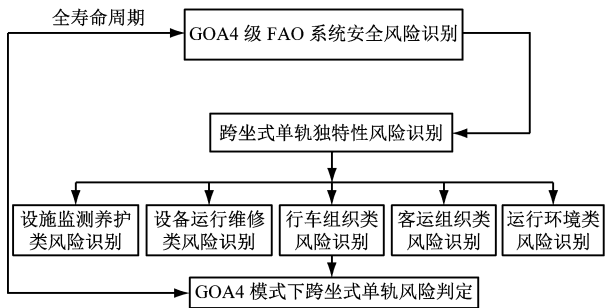 全寿命周期
GOA4 级 FAO 系统安全风险识别
跨坐式单轨独特性风险识别
设施监测养护
类风险识别
设备运行维修
类风险识别
行车组织类
风险识别
客运组织类
风险识别
运行环境类
风险识别
GOA4 模式下跨坐式单轨风险判定